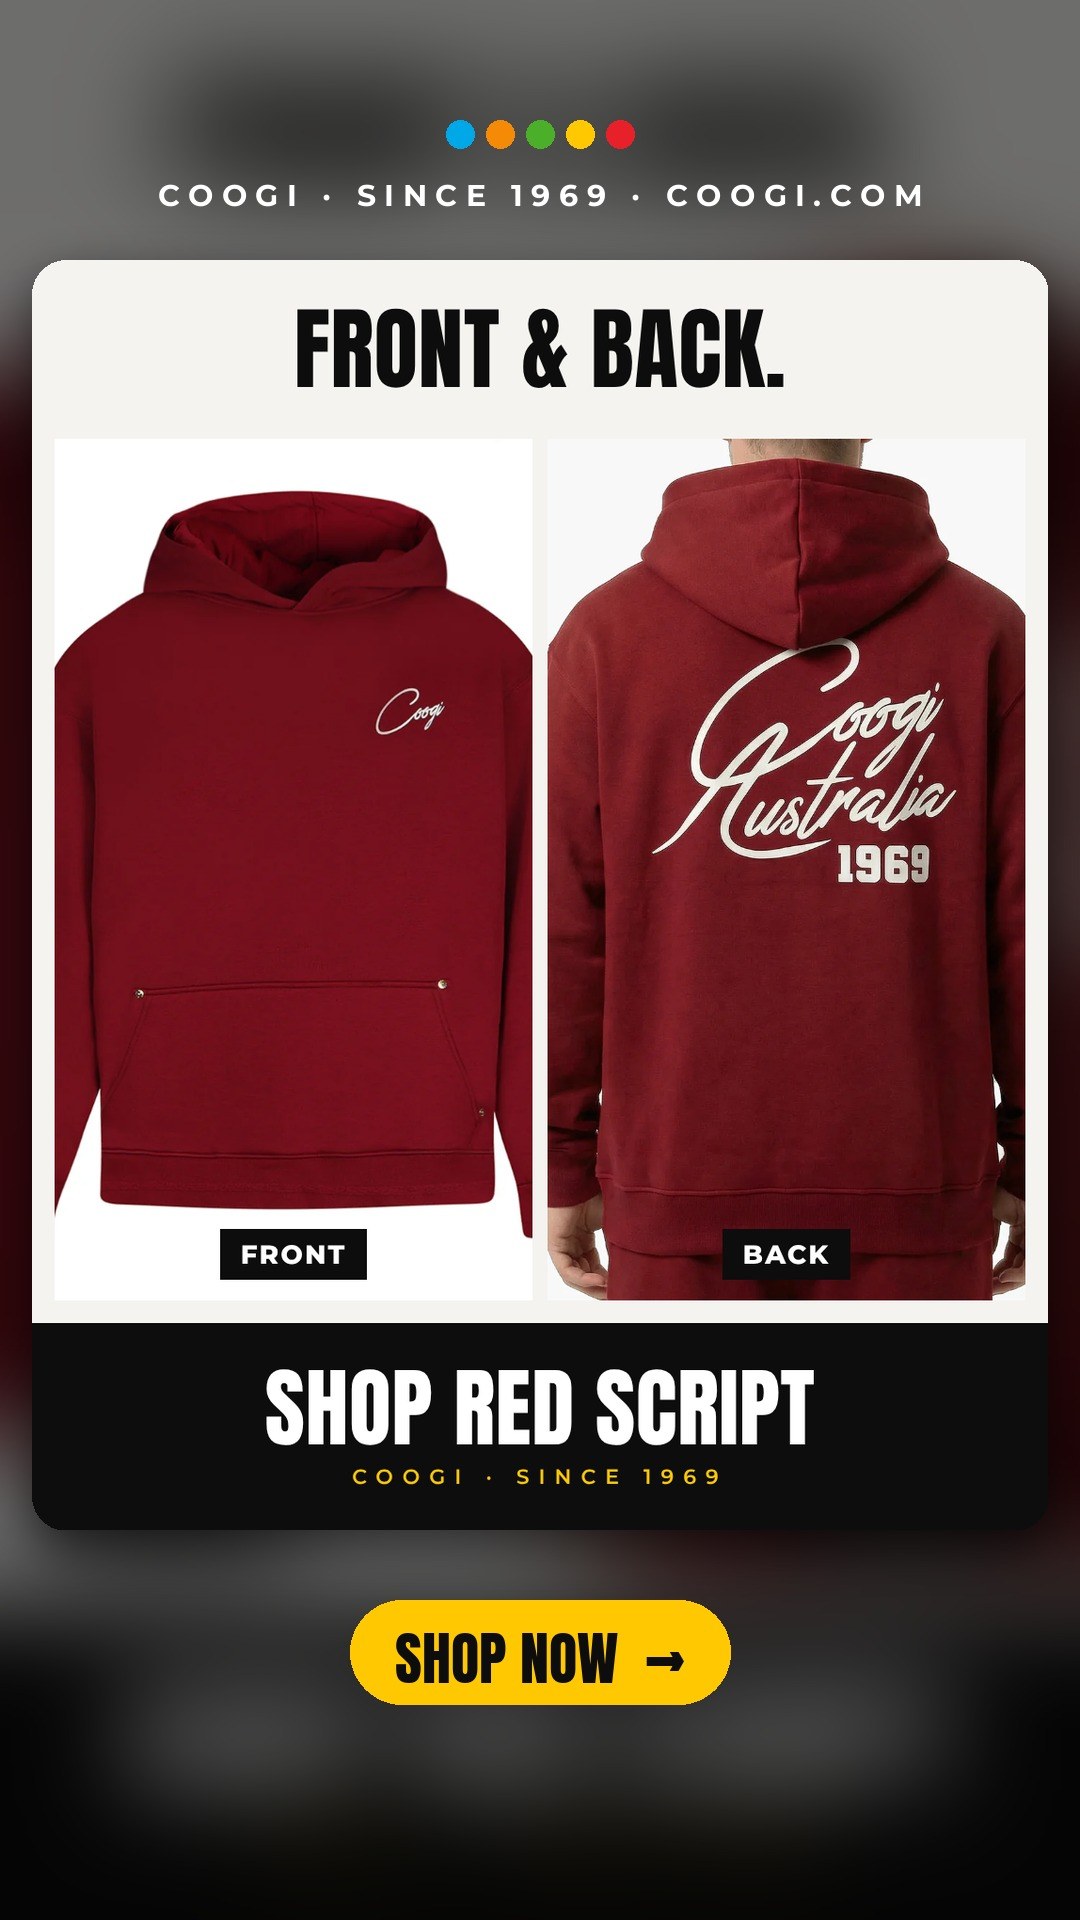 COOGI · SINCE 1969 · COOGI.COM
FRONT & BACK.
Coogi
Coogi
Australia
1969
FRONT
BACK
SHOP RED SCRIPT
COOGI · SINCE 1969
SHOP NOW →